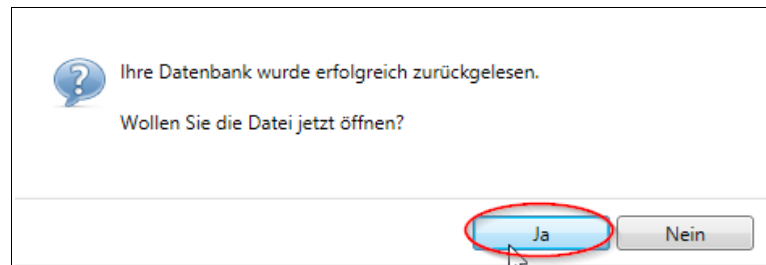 Ihre Datenbank wurde erfolgreich zurückgelesen.
Wollen Sie die Datei jetzt öffnen?
Ja Nein